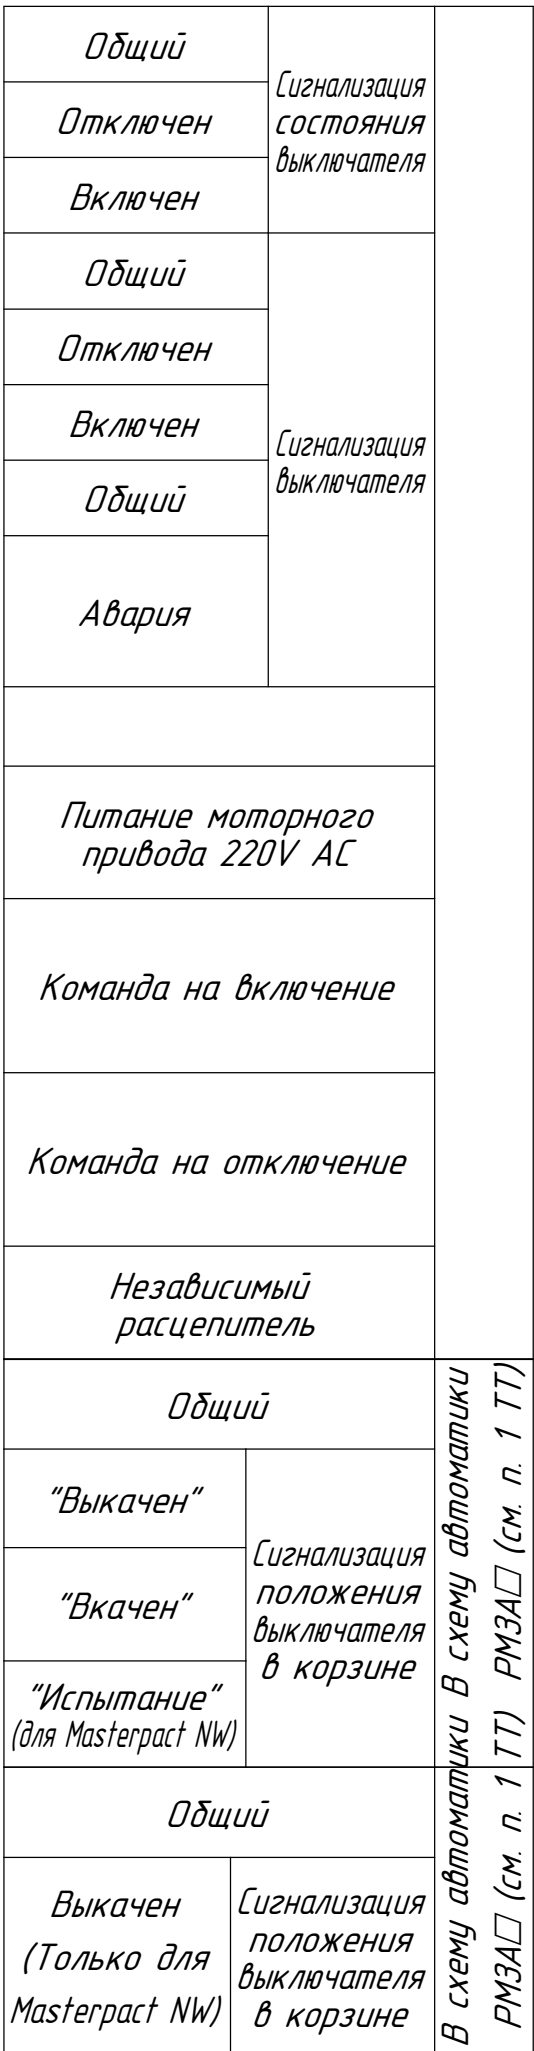 Общий
Отключен
Включен
Сигнализация
состояния
выключателя
Общий
Отключен
Включен
Общий
Авария
Сигнализация
выключателя
Питание моторного
привода 220V AC
Команда на включение
Команда на отключение
Независимый
расцепитель
Общий
"Выкачен"
"Вкачен"
"Испытание"
(для Masterpact NW)
Сигнализация
положения
выключателя
в корзине
В схему автоматики
РМЗА□ (см. п. 1 ТТ)
Общий
Выкачен
(Только для
Masterpact NW)
Сигнализация
положения
выключателя
в корзине
В схему автоматики
РМЗА□ (см. п. 1 ТТ)